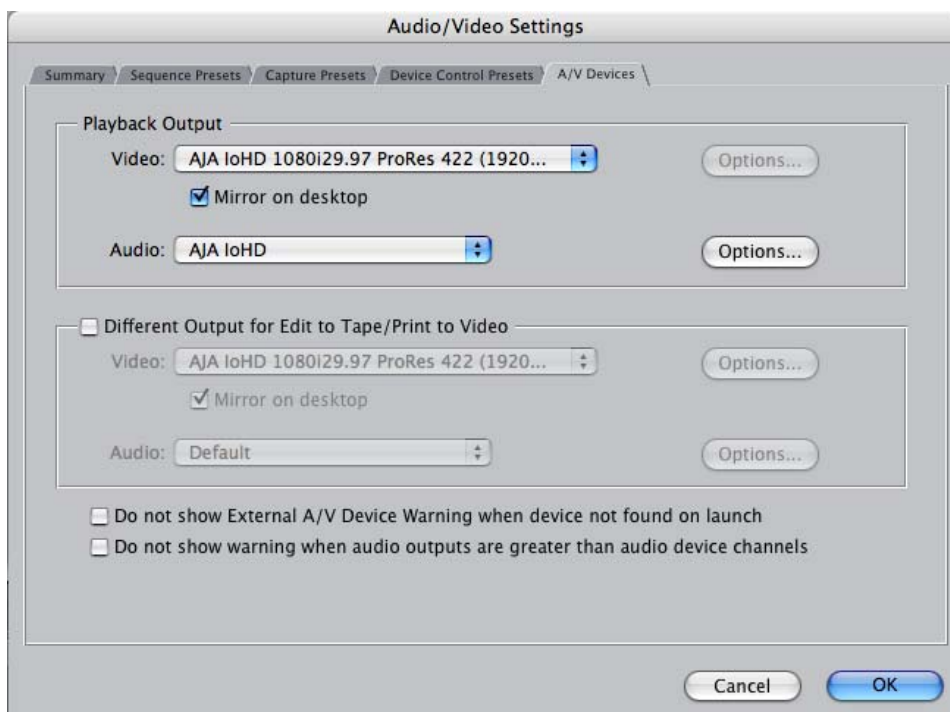 Audio/Video Settings
Summary Sequence Presets Capture Presets Device Control Presets A/V Devices
Playback Output
Video: AJA IoHD 1080i29.97 ProRes 422 (1920... Options...
Mirror on desktop
Audio: AJA IoHD Options...
Different Output for Edit to Tape/Print to Video
Video: AJA IoHD 1080i29.97 ProRes 422 (1920... Options...
Mirror on desktop
Audio: Default Options...
Do not show External A/V Device Warning when device not found on launch
Do not show warning when audio outputs are greater than audio device channels
Cancel OK